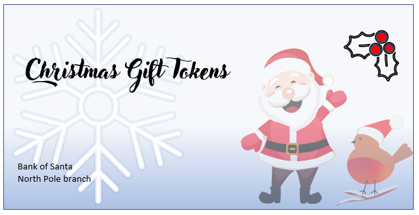 Christmas Gift Tokens
Bank of Santa
North Pole branch